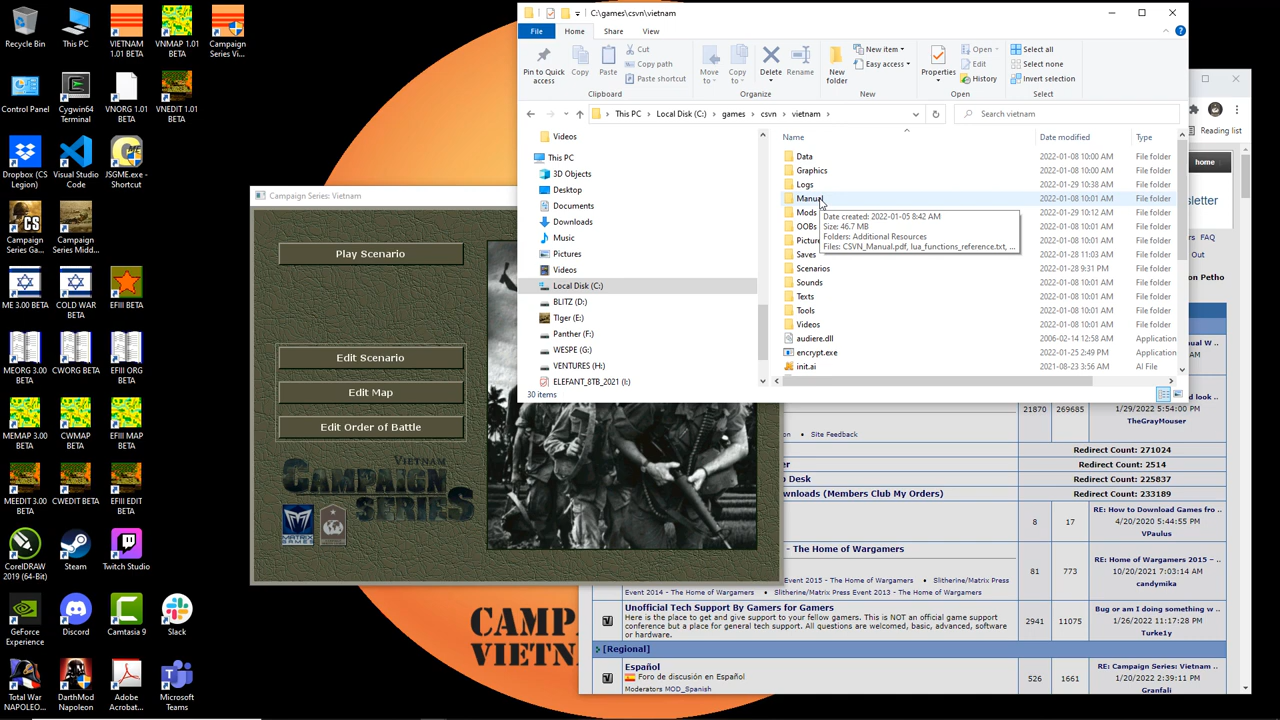 Recycle Bin
This PC
VIETNAM 1.01 BETA
VNMAP 1.01 BETA
Campaign Series Vi...
Control Panel
Cygwin64 Terminal
VNORG 1.01 BETA
VNEDIT 1.01 BETA
Dropbox (CS Legion)
Visual Studio Code
JSGME.exe - Shortcut
Campaign Series Ga...
Campaign Series Midd...
ME 3.00 BETA
COLD WAR BETA
EFIII BETA
MEORG 3.00 BETA
CWORG BETA
EFIII ORG BETA
MEMAP 3.00 BETA
CWMAP BETA
EFIII MAP BETA
MEEDIT 3.00 BETA
CWEDIT BETA
EFIII EDIT BETA
CorelDRAW 2019 (64-Bit)
Steam
Twitch Studio
GeForce Experience
Discord
Camtasia 9
Slack
Total War NAPOLEO...
DarthMod Napoleon
Adobe Acrobat...
Microsoft Teams
Campaign Series: Vietnam
Play Scenario
Edit Scenario
Edit Map
Edit Order of Battle
VIETNAM
CAMPAIGN
SERIES
MATRIX GAMES
C:\games\csvn\vietnam
File
Home
Share
View
Pin to Quick access
Copy
Paste
Cut
Copy path
Paste shortcut
Clipboard
Move to
Copy to
Delete
Rename
Organize
New folder
New item
Easy access
New
Properties
Open
Edit
History
Open
Select all
Select none
Invert selection
Select
This PC > Local Disk (C:) > games > csvn > vietnam >
Search vietnam
Videos
This PC
3D Objects
Desktop
Documents
Downloads
Music
Pictures
Videos
Local Disk (C:)
BLITZ (D:)
Tiger (E:)
Panther (F:)
WESPE (G:)
VENTURES (H:)
ELEFANT_8TB_2021 (I:)
Name Date modified Type
Data 2022-01-08 10:00 AM File folder
Graphics 2022-01-08 10:00 AM File folder
Logs 2022-01-29 10:38 AM File folder
Manual 2022-01-08 10:01 AM File folder
Mods 2022-01-29 10:12 AM File folder
OOBs 2022-01-08 10:01 AM File folder
Picture 2022-01-08 10:01 AM File folder
Saves 2022-01-28 11:03 AM File folder
Scenarios 2022-01-28 9:31 PM File folder
Sounds 2022-01-08 10:01 AM File folder
Texts 2022-01-08 10:01 AM File folder
Tools 2022-01-08 10:01 AM File folder
Videos 2022-01-08 10:01 AM File folder
audiere.dll 2006-02-14 12:58 AM Application
encrypt.exe 2022-01-25 2:49 PM Application
init.ai 2021-08-23 3:56 AM AI File
Date created: 2022-01-05 8:42 AM
Size: 46.7 MB
Folders: Additional Resources
Files: CSVN_Manual.pdf, lua_functions_reference.txt, ...
30 items
Reading list
home
sletter
FAQ
Out
on Petho
21870 269685
1/29/2022 5:54:00 PM
TheGrayMouser
on • Site Feedback
Redirect Count: 271024
Redirect Count: 2514
p Desk Redirect Count: 225837
wnloads (Members Club My Orders) Redirect Count: 233189
8 17
RE: How to Download Games fro ..
4/20/2020 5:44:55 PM
VPaulus
- The Home of Wargamers
81 773
RE: Home of Wargamers 2015 – ..
10/20/2021 7:03:14 AM
candymika
Event 2015 - The Home of Wargamers • Slitherine/Matrix Press
Event 2014 - The Home of Wargamers • Slitherine/Matrix Press Event 2013 - The Home of Wargamers
Unofficial Tech Support By Gamers for Gamers
Here is the place to get and give support to your fellow gamers. This is NOT an official game support
conference but a place for general tech support. All questions are welcomed, basic, advanced, software
or hardware.
2941 11075
Bug or am I doing something w ..
1/26/2022 11:17:28 PM
Turke1y
[Regional]
Español
Foro de discusión en Español
Moderators MOD_Spanish
526 1661
RE: Campaign Series: Vietnam ..
1/20/2022 2:39:11 PM
Granfali
CAMP
VIETN